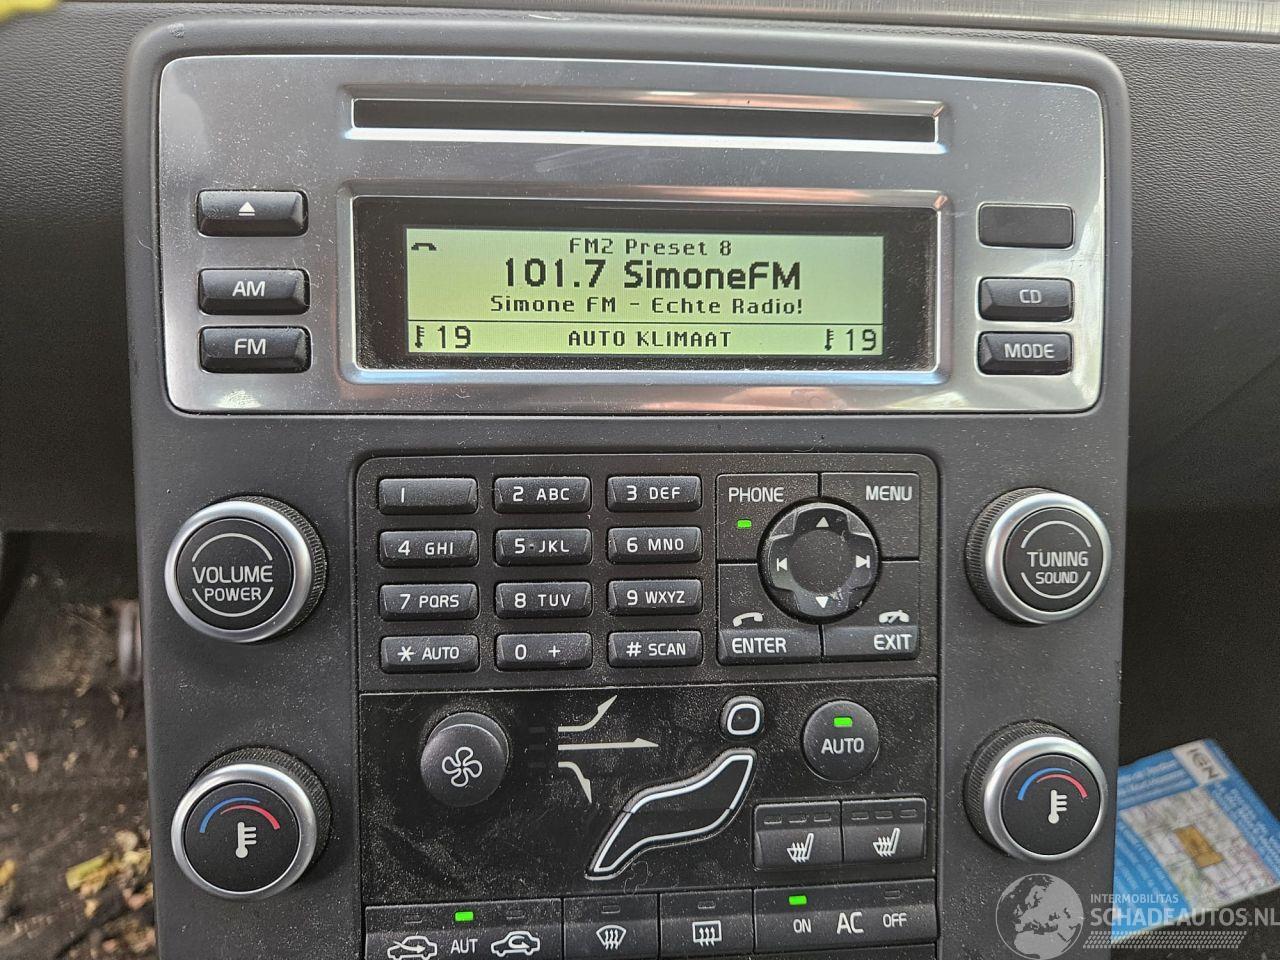 FM2 Preset 8
101.7 SimoneFM
Simone FM - Echte Radio!
19 AUTO KLIMAAT 19
AM
FM
CD
MODE
1
2 ABC
3 DEF
4 GHI
5 JKL
6 MNO
7 PQRS
8 TUV
9 WXYZ
* AUTO
0 +
# SCAN
PHONE
MENU
ENTER
EXIT
VOLUME
POWER
TUNING
SOUND
AUTO
AUT
ON AC OFF
INTERMOBILITAS
SCHADEAUTOS.NL